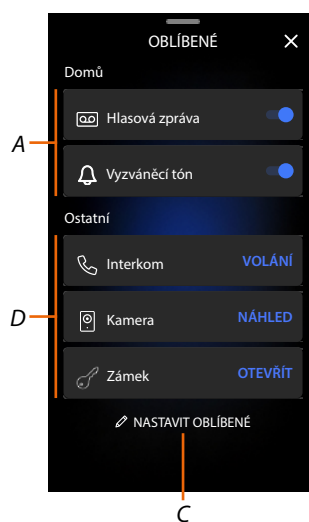 OBLÍBENÉ
Domů
A
Hlasová zpráva
Vyzváněcí tón
Ostatní
Interkom VOLÁNÍ
D
Kamera NÁHLED
Zámek OTEVŘÍT
NASTAVIT OBLÍBENÉ
C